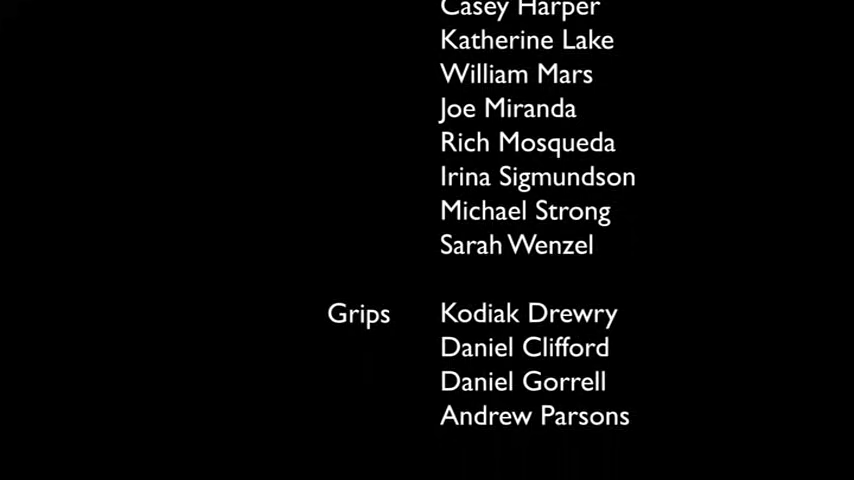 Casey Harper
Katherine Lake
William Mars
Joe Miranda
Rich Mosqueda
Irina Sigmundson
Michael Strong
Sarah Wenzel
Grips Kodiak Drewry
Daniel Clifford
Daniel Gorrell
Andrew Parsons